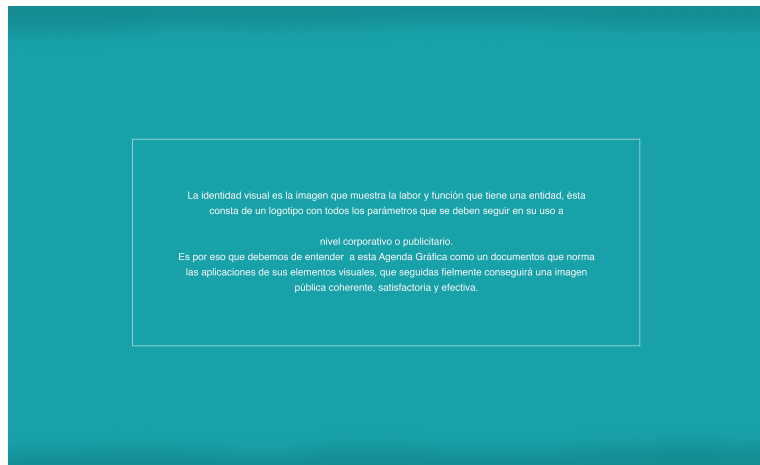 La identidad visual es la imagen que muestra la labor y función que tiene una entidad, ésta
consta de un logotipo con todos los parámetros que se deben seguir en su uso a
nivel corporativo o publicitario.
Es por eso que debemos de entender  a esta Agenda Gráfica como un documentos que norma
las aplicaciones de sus elementos visuales, que seguidas fielmente conseguirá una imagen
pública coherente, satisfactoria y efectiva.